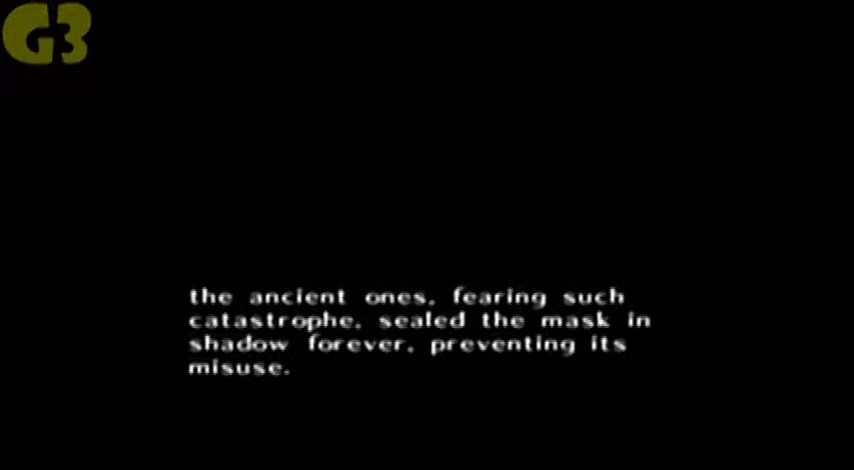 G3
the ancient ones, fearing such
catastrophe, sealed the mask in
shadow forever, preventing its
misuse.